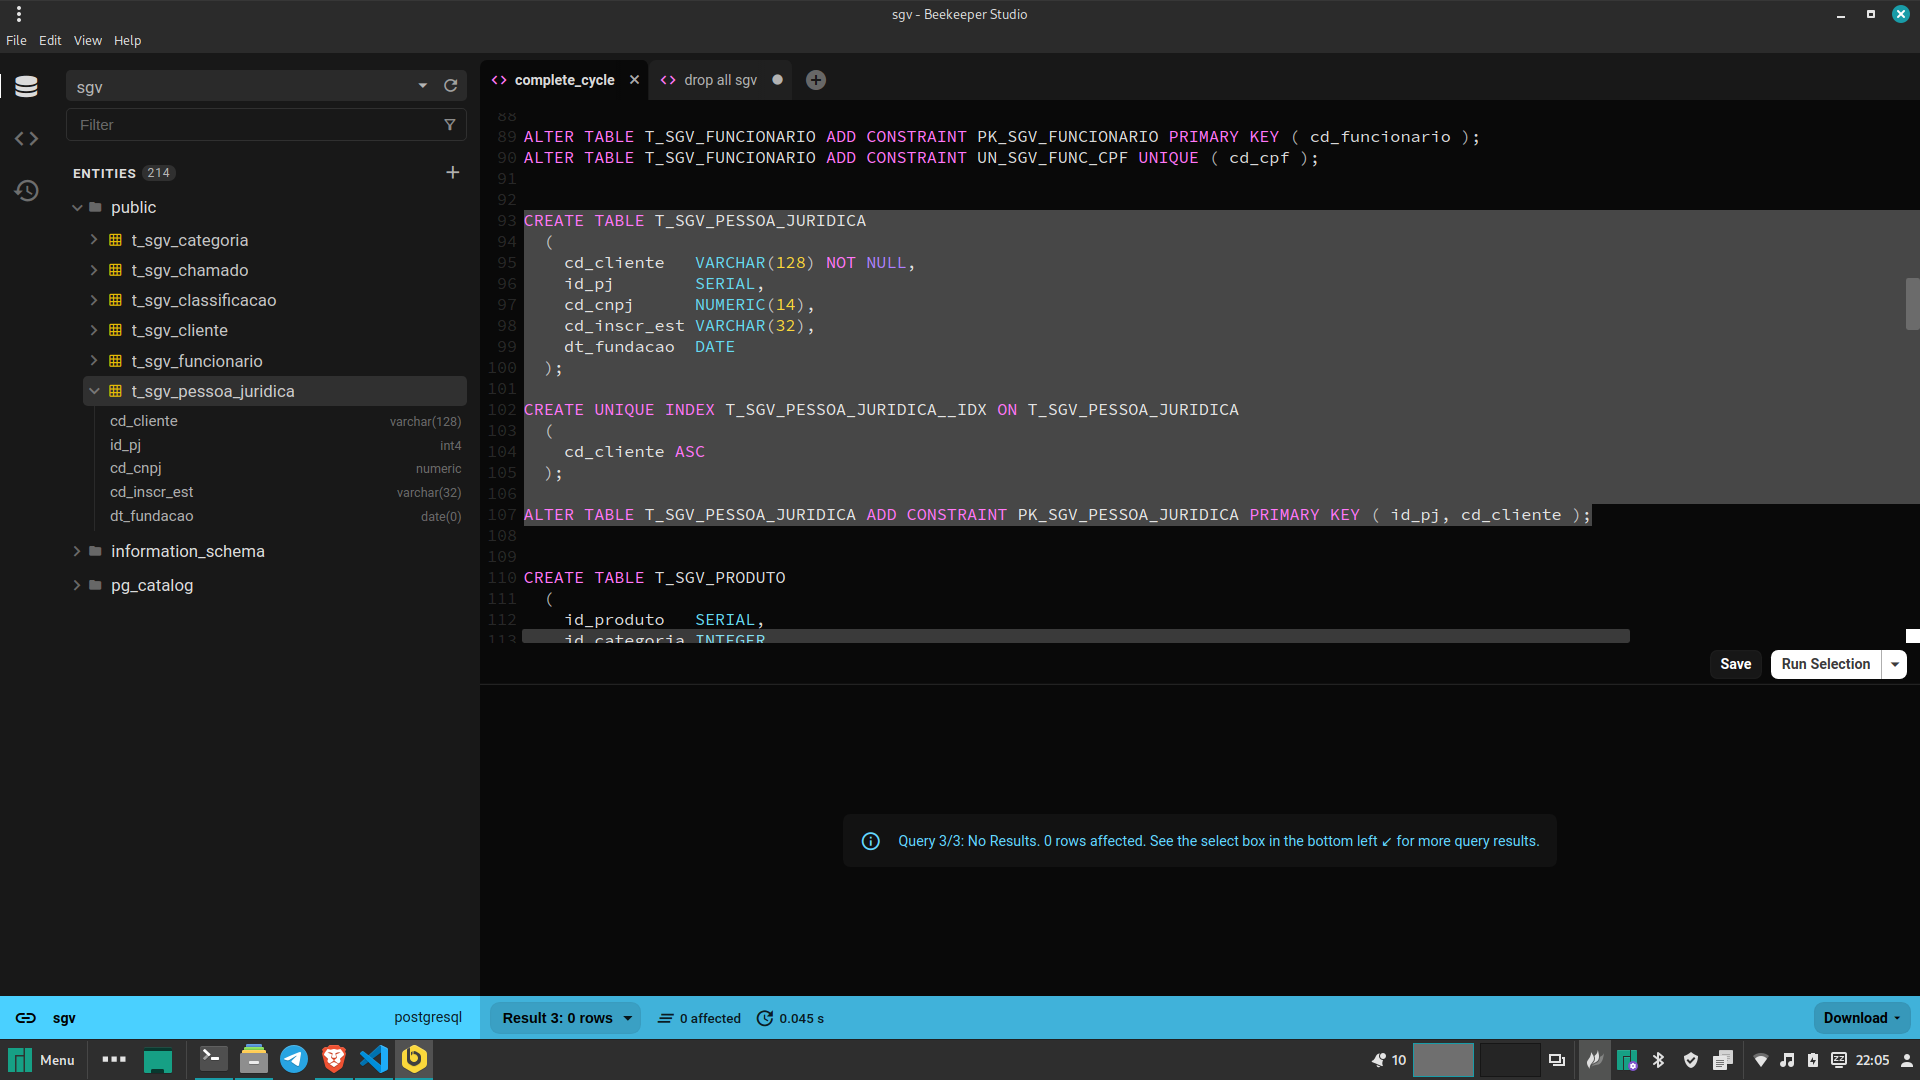 sgv - Beekeeper Studio
File Edit View Help
sgv
Filter
ENTITIES 214
public
t_sgv_categoria
t_sgv_chamado
t_sgv_classificacao
t_sgv_cliente
t_sgv_funcionario
t_sgv_pessoa_juridica
cd_cliente varchar(128)
id_pj int4
cd_cnpj numeric
cd_inscr_est varchar(32)
dt_fundacao date(0)
information_schema
pg_catalog
complete_cycle
drop all sgv
88
89 ALTER TABLE T_SGV_FUNCIONARIO ADD CONSTRAINT PK_SGV_FUNCIONARIO PRIMARY KEY ( cd_funcionario );
90 ALTER TABLE T_SGV_FUNCIONARIO ADD CONSTRAINT UN_SGV_FUNC_CPF UNIQUE ( cd_cpf );
91
92
93 CREATE TABLE T_SGV_PESSOA_JURIDICA
94 (
95 cd_cliente VARCHAR(128) NOT NULL,
96 id_pj SERIAL,
97 cd_cnpj NUMERIC(14),
98 cd_inscr_est VARCHAR(32),
99 dt_fundacao DATE
100 );
101
102 CREATE UNIQUE INDEX T_SGV_PESSOA_JURIDICA__IDX ON T_SGV_PESSOA_JURIDICA
103 (
104 cd_cliente ASC
105 );
106
107 ALTER TABLE T_SGV_PESSOA_JURIDICA ADD CONSTRAINT PK_SGV_PESSOA_JURIDICA PRIMARY KEY ( id_pj, cd_cliente );
108
109
110 CREATE TABLE T_SGV_PRODUTO
111 (
112 id_produto SERIAL,
113 id_categoria INTEGER
Save
Run Selection
Query 3/3: No Results. 0 rows affected. See the select box in the bottom left ↙ for more query results.
sgv
postgresql
Result 3: 0 rows
0 affected
0.045 s
Download
Menu
10
22:05